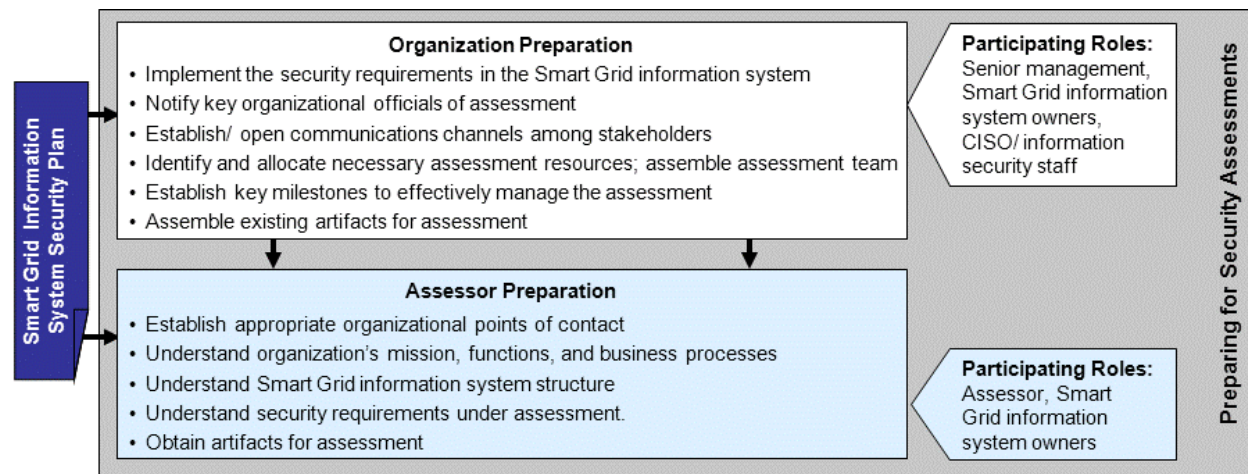 Smart Grid Information
System Security Plan
Organization Preparation
• Implement the security requirements in the Smart Grid information system
• Notify key organizational officials of assessment
• Establish/ open communications channels among stakeholders
• Identify and allocate necessary assessment resources; assemble assessment team
• Establish key milestones to effectively manage the assessment
• Assemble existing artifacts for assessment
Participating Roles:
Senior management,
Smart Grid information
system owners,
CISO/ information
security staff
Assessor Preparation
• Establish appropriate organizational points of contact
• Understand organization's mission, functions, and business processes
• Understand Smart Grid information system structure
• Understand security requirements under assessment.
• Obtain artifacts for assessment
Participating Roles:
Assessor, Smart
Grid information
system owners
Preparing for Security Assessments